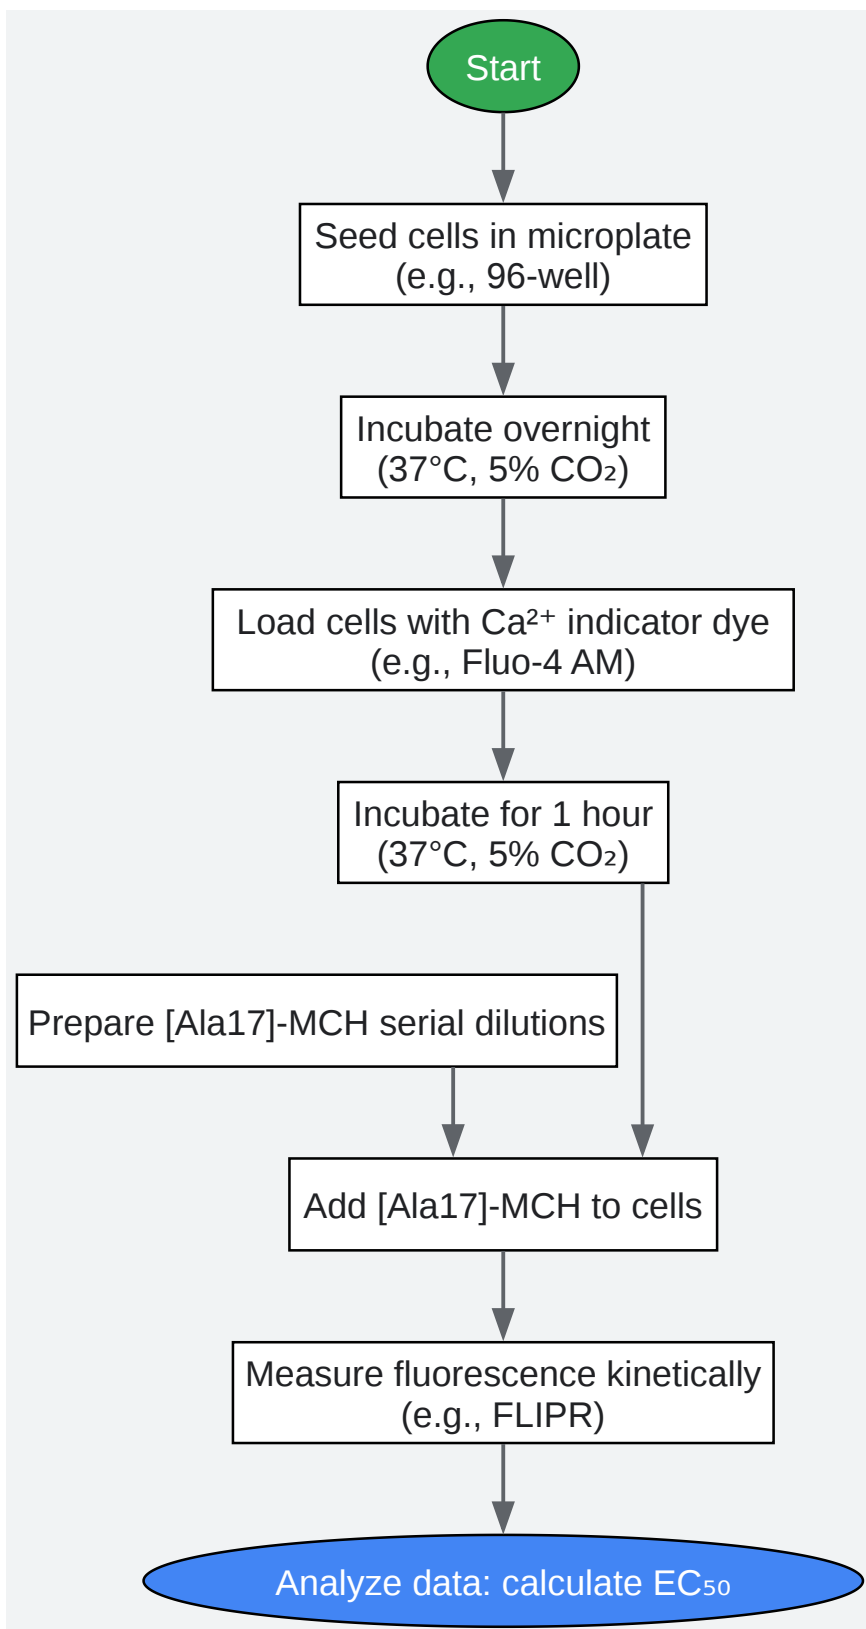 Start
Seed cells in microplate
(e.g., 96-well)
Incubate overnight
(37°C, 5% CO₂)
Load cells with Ca²⁺ indicator dye
(e.g., Fluo-4 AM)
Incubate for 1 hour
(37°C, 5% CO₂)
Prepare [Ala17]-MCH serial dilutions
Add [Ala17]-MCH to cells
Measure fluorescence kinetically
(e.g., FLIPR)
Analyze data: calculate EC₅₀